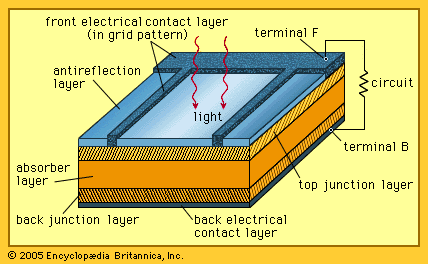 front electrical contact layer
(in grid pattern)
terminal F
antireflection
layer
circuit
light
terminal B
absorber
layer
top junction layer
back junction layer
back electrical
contact layer
© 2005 Encyclopædia Britannica, Inc.